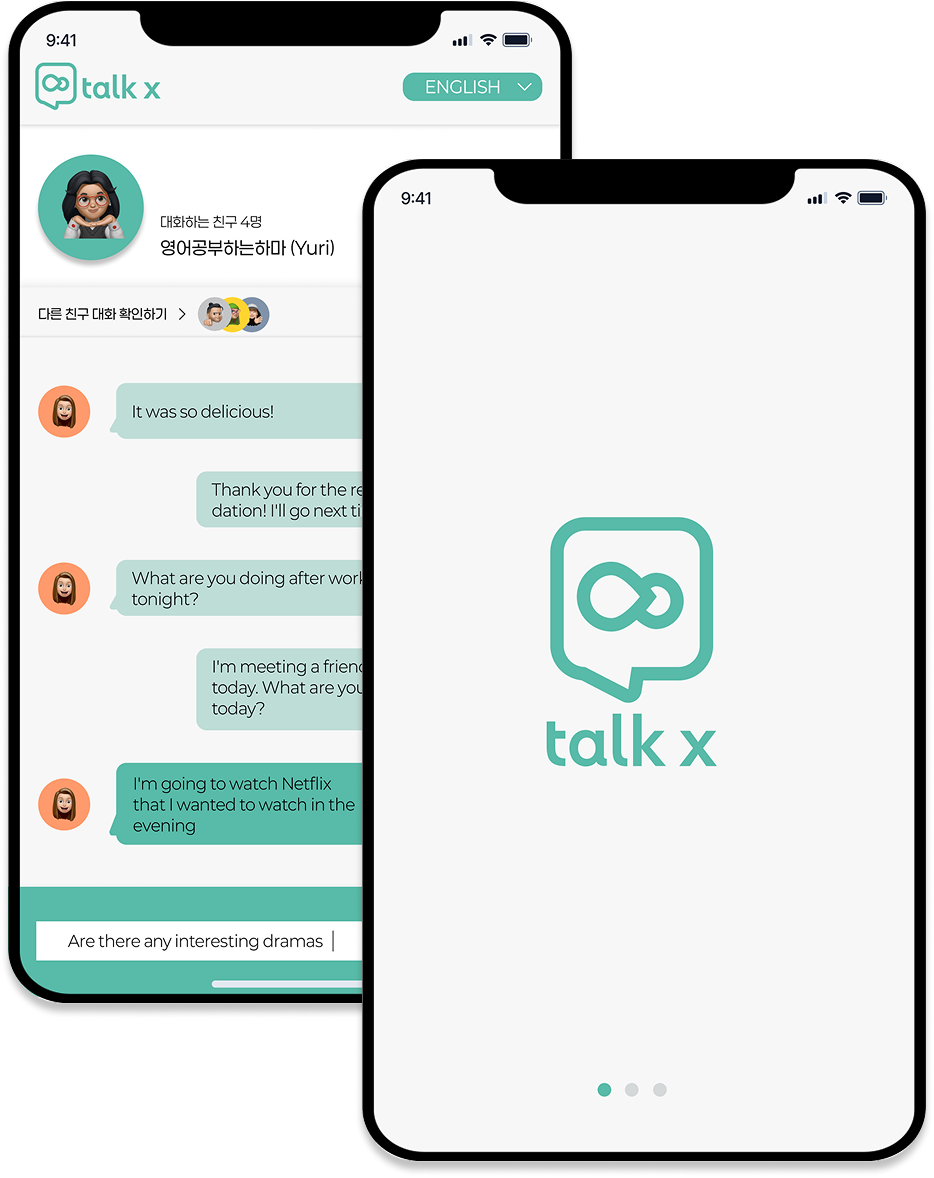 9:41
talk x
ENGLISH
대화하는 친구 4명
영어공부하는하마 (Yuri)
다른 친구 대화 확인하기
It was so delicious!
Thank you for the re
dation! I'll go next ti
What are you doing after work
tonight?
I'm meeting a friend
today. What are you
today?
I'm going to watch Netflix
that I wanted to watch in the
evening
Are there any interesting dramas
9:41
talk x